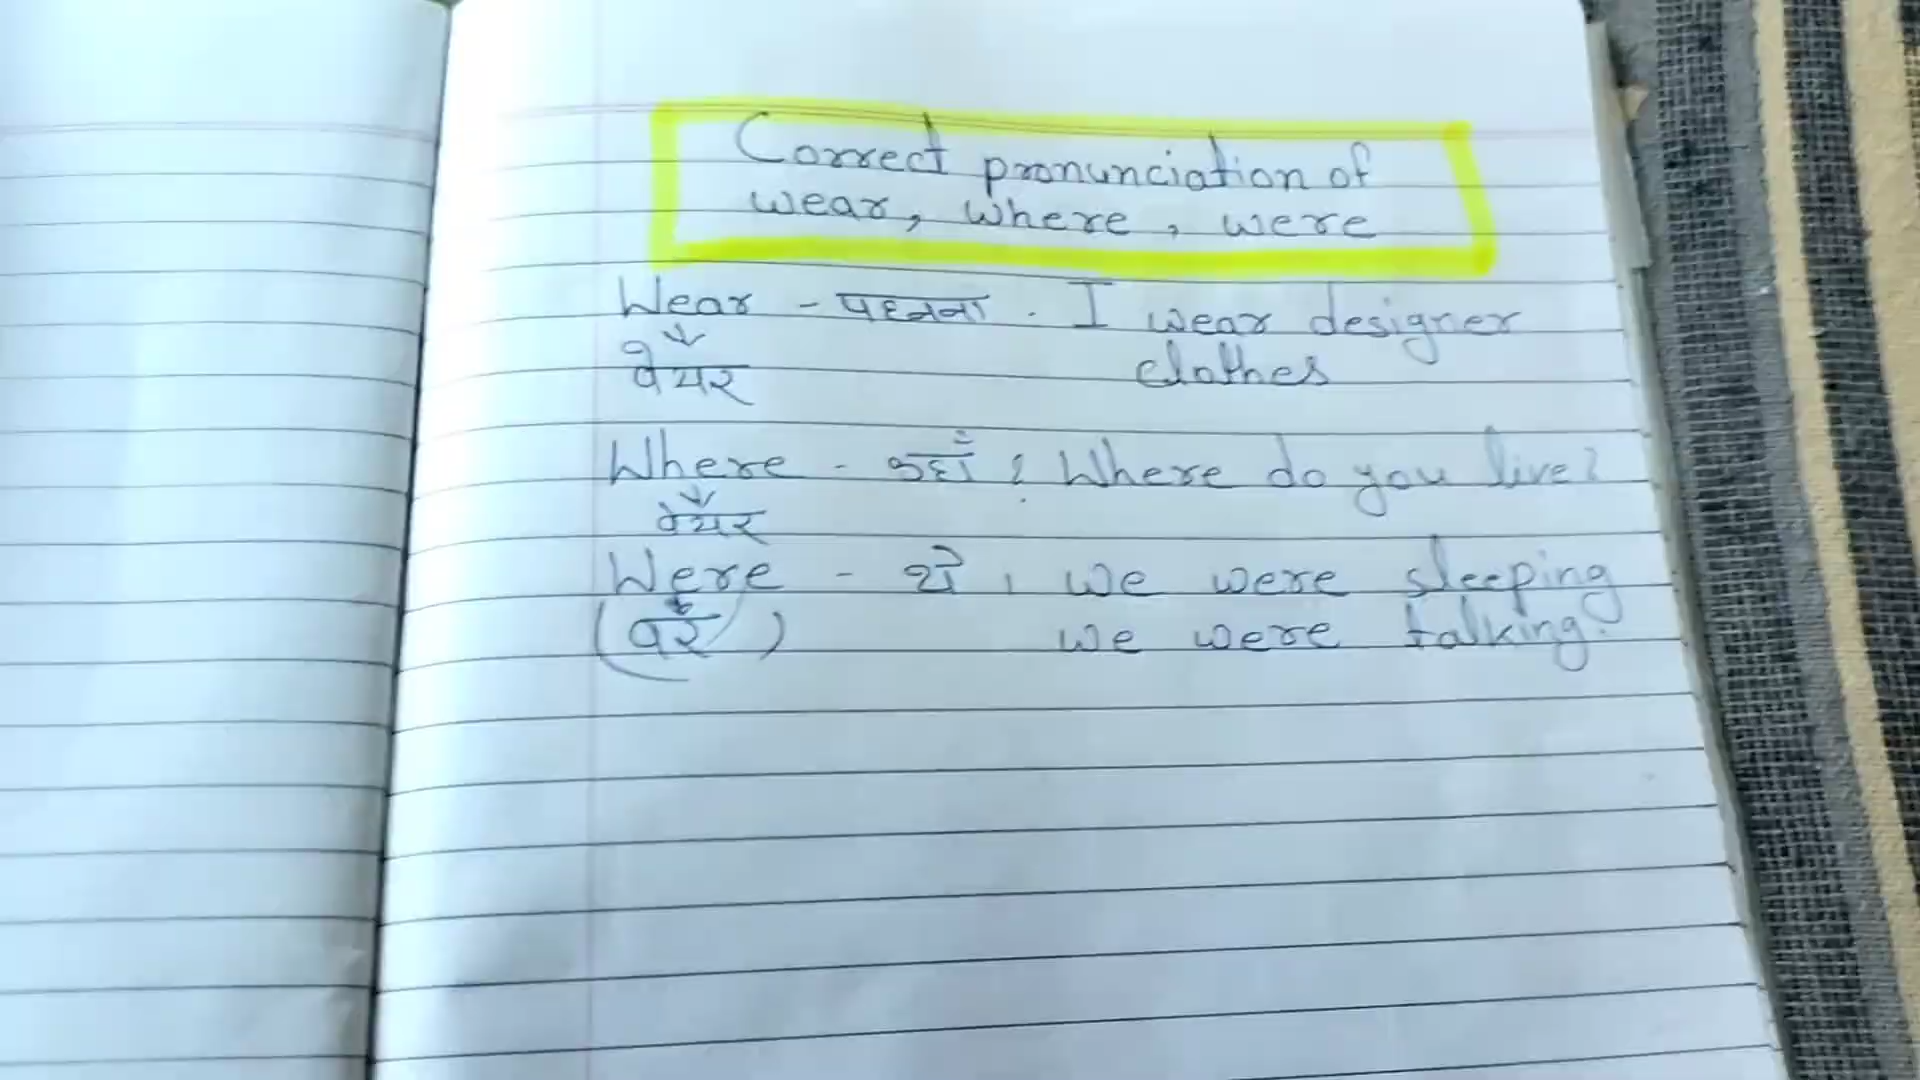 Correct pronunciation of
wear, where, were
Wear - पहनना . I wear designer
वेयर clothes
Where - कहाँ ? Where do you live?
वेयर
Were - थे , we were sleeping
(वर) we were talking.